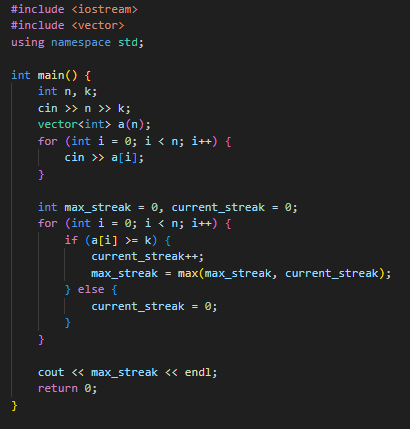 #include <iostream>
#include <vector>
using namespace std;

int main() {
    int n, k;
    cin >> n >> k;
    vector<int> a(n);
    for (int i = 0; i < n; i++) {
        cin >> a[i];
    }

    int max_streak = 0, current_streak = 0;
    for (int i = 0; i < n; i++) {
        if (a[i] >= k) {
            current_streak++;
            max_streak = max(max_streak, current_streak);
        } else {
            current_streak = 0;
        }
    }

    cout << max_streak << endl;
    return 0;
}